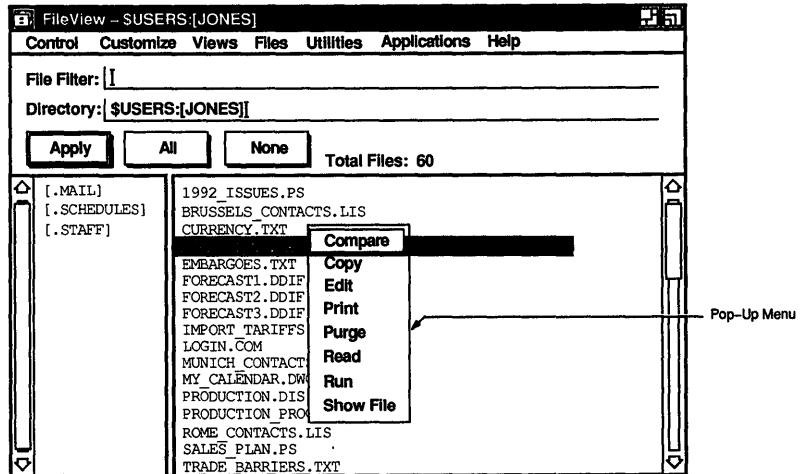 FileView – $USERS:[JONES]
Control Customize Views Files Utilities Applications Help
File Filter:
Directory: $USERS:[JONES]
Apply All None Total Files: 60
[.MAIL]
[.SCHEDULES]
[.STAFF]
1992_ISSUES.PS
BRUSSELS_CONTACTS.LIS
CURRENCY.TXT
EMBARGOES.TXT
FORECAST1.DDIF
FORECAST2.DDIF
FORECAST3.DDIF
IMPORT_TARIFFS
LOGIN.COM
MUNICH_CONTACT
MY_CALENDAR.DW
PRODUCTION.DIS
PRODUCTION_PRO
ROME_CONTACTS.LIS
SALES_PLAN.PS
TRADE_BARRIERS.TXT
Compare
Copy
Edit
Print
Purge
Read
Run
Show File
Pop-Up Menu